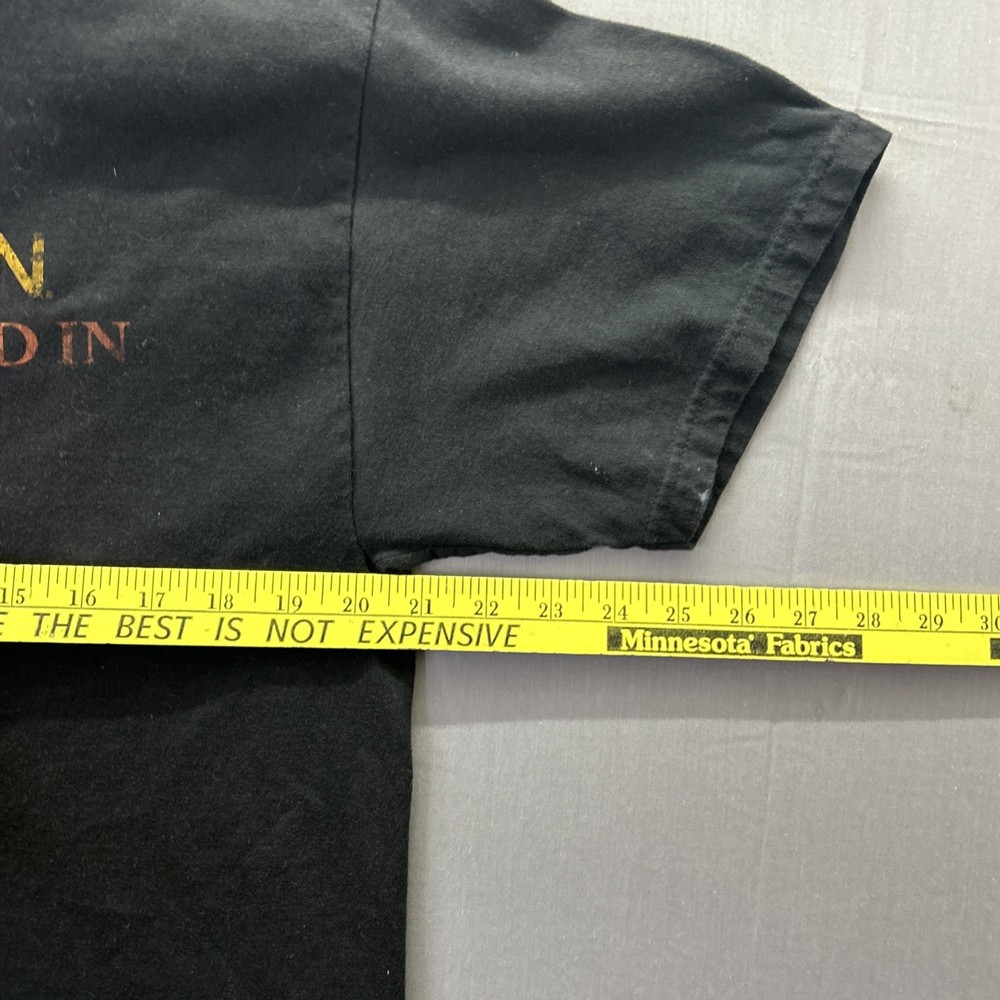 N
D IN
15 16 17 18 19 20 21 22 23 24 25 26 27 28 29 30
E THE BEST IS NOT EXPENSIVE Minnesota Fabrics